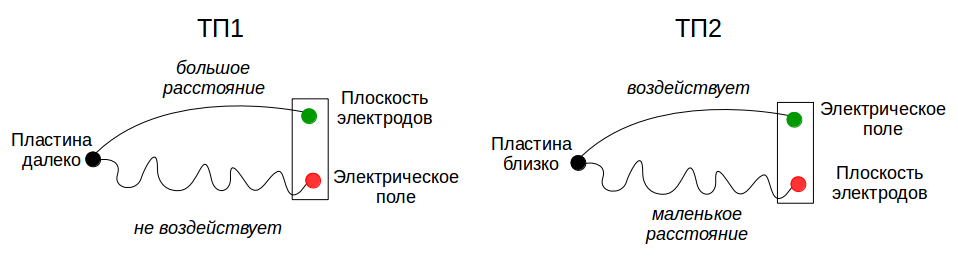 ТП1
большое
расстояние
Плоскость
электродов
Пластина
далеко
Электрическое
поле
не воздействует
ТП2
воздействует
Электрическое
поле
Пластина
близко
Плоскость
электродов
маленькое
расстояние